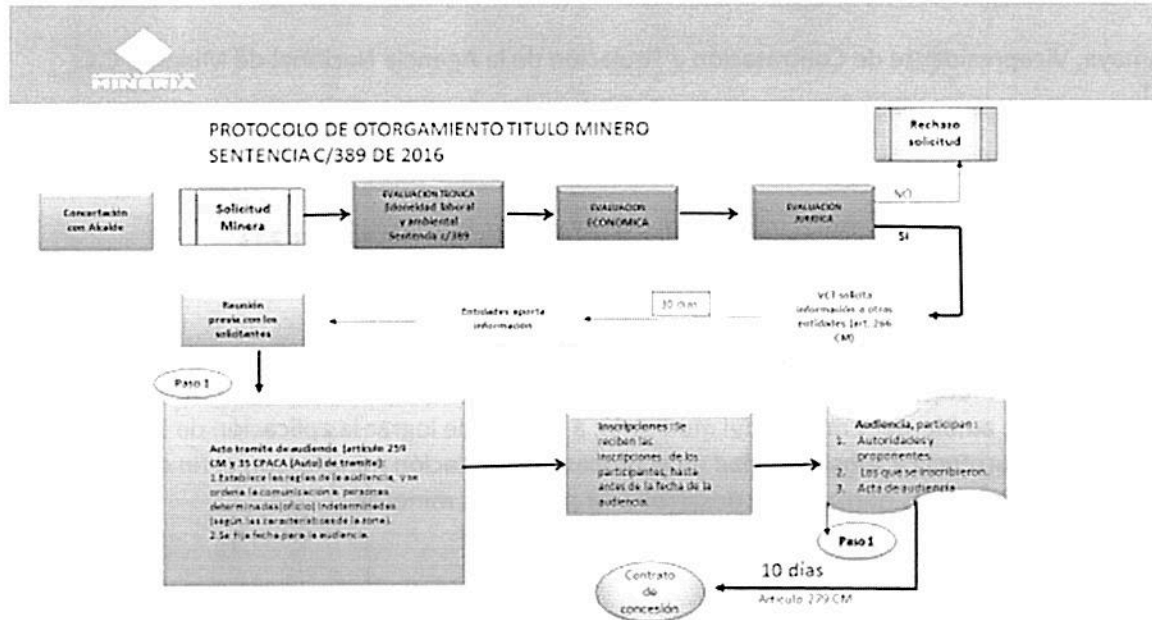 MINERÍA
PROTOCOLO DE OTORGAMIENTO TITULO MINERO
SENTENCIA C/389 DE 2016
Rechazo
solicitud
Concertación
con Alcalde
Solicitud
Minera
EVALUACION TECNICA
Idoneidad laboral
y ambiental
Sentencia c/389
EVALUACION
ECONOMICA
EVALUACION
JURIDICA
NO
SI
Reunión
previa con los
solicitantes
Entidades aporta
información
30 dias
VCT solicita
información a otras
entidades (art. 266
CM)
Paso 1
Acto tramite de audiencia (artículo 259
CM y 35 CPACA (Auto) de tramite):
1.Establece las reglas de la audiencia, y se
ordena la comunicación a personas
determinadas(oficio) indeterminadas
(según las características de la zona).
2.Se fija fecha para la audiencia.
Inscripciones :Se
reciben las
inscripciones de los
participantes, hasta
antes de la fecha de la
audiencia.
Audiencia, participan :
1. Autoridades y
proponentes.
2. Los que se inscribieron.
3. Acta de audiencia
Paso 1
10 días
Artículo 279 CM
Contrato
de
concesión